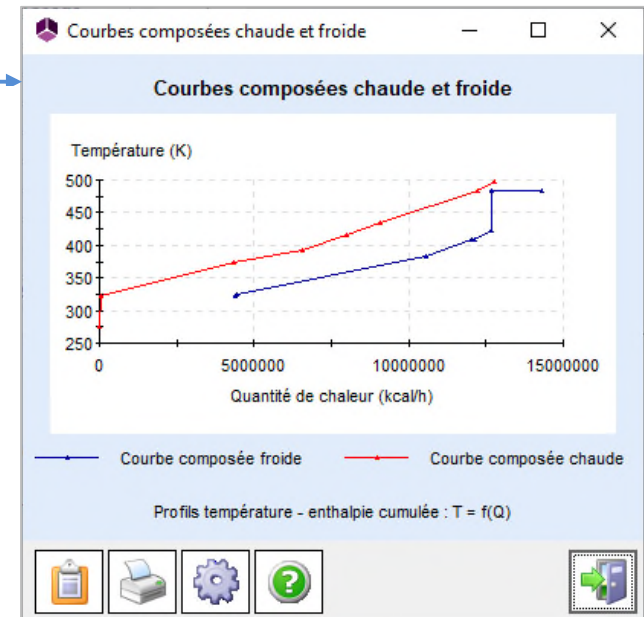 Courbes composées chaude et froide
Courbes composées chaude et froide
Température (K)
500
450
400
350
300
250
0
5000000
10000000
15000000
Quantité de chaleur (kcal/h)
Courbe composée froide
Courbe composée chaude
Profils température - enthalpie cumulée : T = f(Q)
?